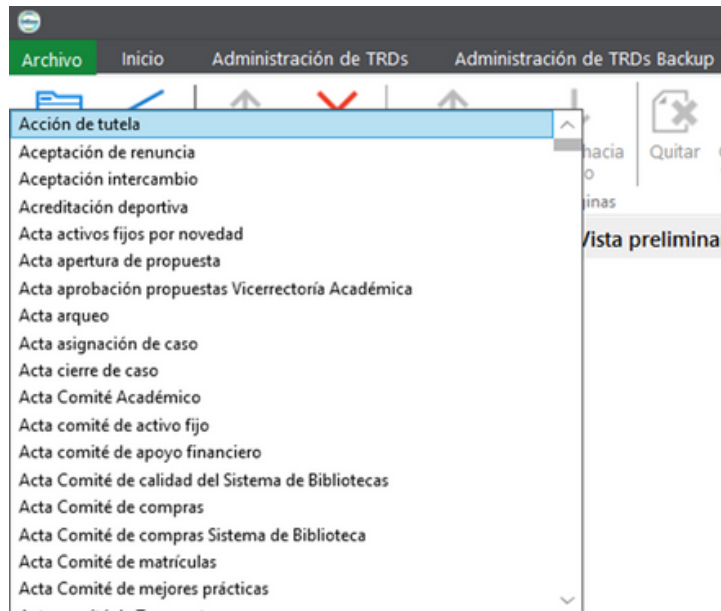 Archivo Inicio Administración de TRDs Administración de TRDs Backup
Acción de tutela
Aceptación de renuncia
hacia Quitar
Aceptación intercambio
Acreditación deportiva
Acta activos fijos por novedad
Vista prelimina
Acta apertura de propuesta
Acta aprobación propuestas Vicerrectoría Académica
Acta arqueo
Acta asignación de caso
Acta cierre de caso
Acta Comité Académico
Acta comité de activo fijo
Acta comité de apoyo financiero
Acta Comité de calidad del Sistema de Bibliotecas
Acta Comité de compras
Acta Comité de compras Sistema de Biblioteca
Acta Comité de matrículas
Acta Comité de mejores prácticas